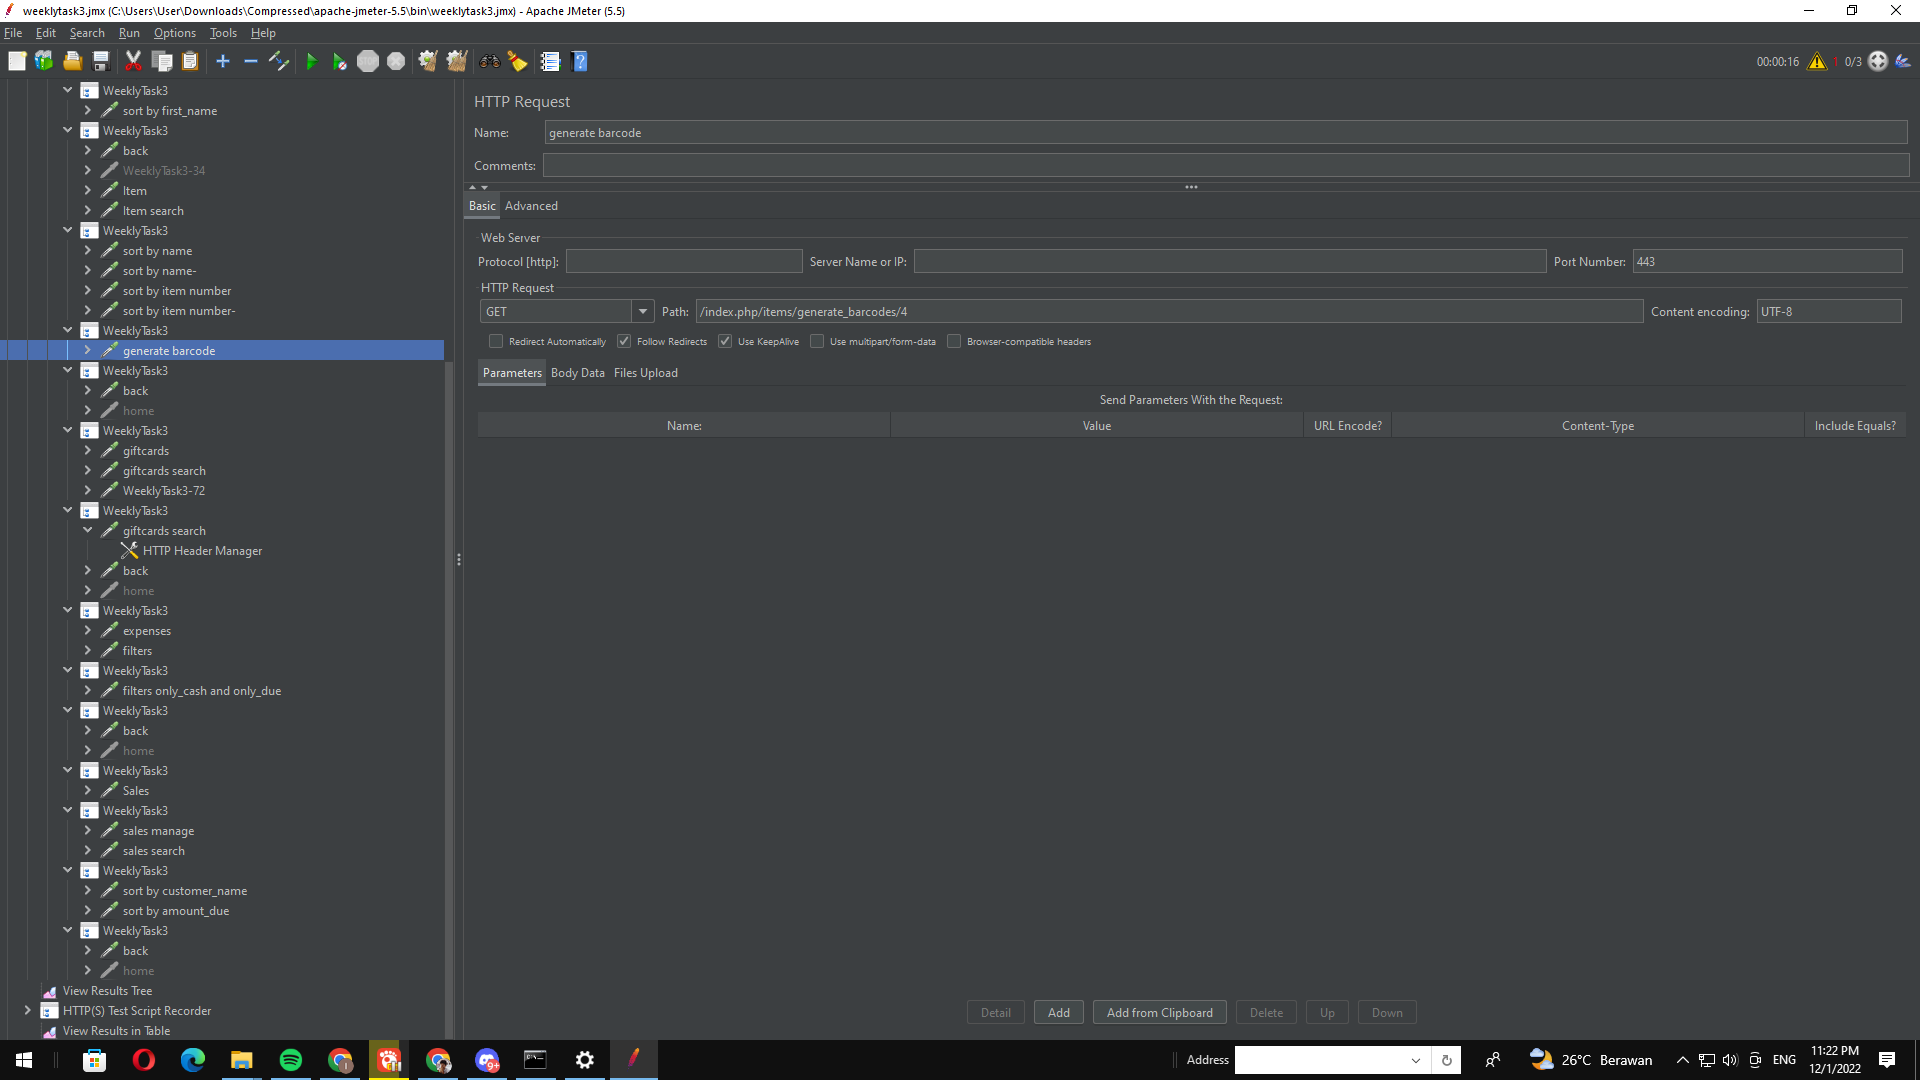 weeklytask3.jmx (C:\Users\User\Downloads\Compressed\apache-jmeter-5.5\bin\weeklytask3.jmx) - Apache JMeter (5.5)
File Edit Search Run Options Tools Help
00:00:16 1 0/3
WeeklyTask3
sort by first_name
WeeklyTask3
back
WeeklyTask3-34
Item
Item search
WeeklyTask3
sort by name
sort by name-
sort by item number
sort by item number-
WeeklyTask3
generate barcode
WeeklyTask3
back
home
WeeklyTask3
giftcards
giftcards search
WeeklyTask3-72
WeeklyTask3
giftcards search
HTTP Header Manager
back
home
WeeklyTask3
expenses
filters
WeeklyTask3
filters only_cash and only_due
WeeklyTask3
back
home
WeeklyTask3
Sales
WeeklyTask3
sales manage
sales search
WeeklyTask3
sort by customer_name
sort by amount_due
WeeklyTask3
back
home
View Results Tree
HTTP(S) Test Script Recorder
View Results in Table
HTTP Request
Name: generate barcode
Comments:
Basic Advanced
Web Server
Protocol [http]: Server Name or IP: Port Number: 443
HTTP Request
GET Path: /index.php/items/generate_barcodes/4 Content encoding: UTF-8
Redirect Automatically Follow Redirects Use KeepAlive Use multipart/form-data Browser-compatible headers
Parameters Body Data Files Upload
Send Parameters With the Request:
Name: Value URL Encode? Content-Type Include Equals?
Detail Add Add from Clipboard Delete Up Down
Address 26°C Berawan ENG 11:22 PM
12/1/2022